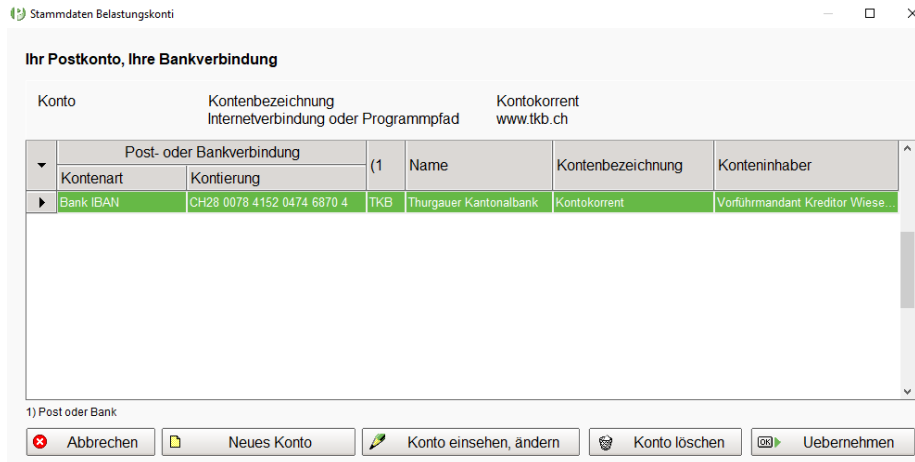 Stammdaten Belastungskonti
Ihr Postkonto, Ihre Bankverbindung
Konto Kontenbezeichnung Kontokorrent
Internetverbindung oder Programmpfad www.tkb.ch
Post- oder Bankverbindung (1 Name Kontenbezeichnung Konteninhaber
Kontenart Kontierung
Bank IBAN CH28 0078 4152 0474 6870 4 TKB Thurgauer Kantonalbank Kontokorrent Vorführmandant Kreditor Wiese...
1) Post oder Bank
Abbrechen Neues Konto Konto einsehen, ändern Konto löschen OK Uebernehmen